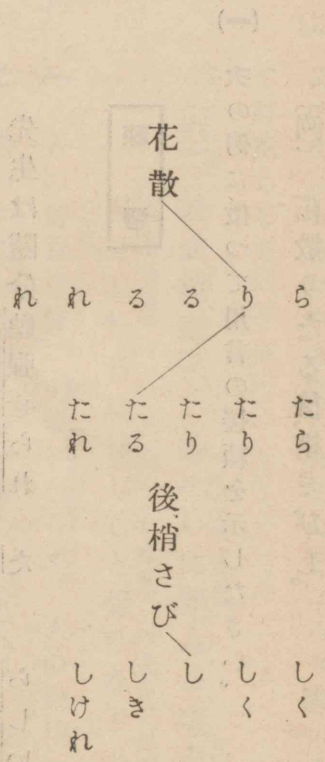 花散
ら
り
る
る
れ
れ
たら
たり
たり
たる
たれ
後、梢さび
しく
しく
し
しき
しけれ